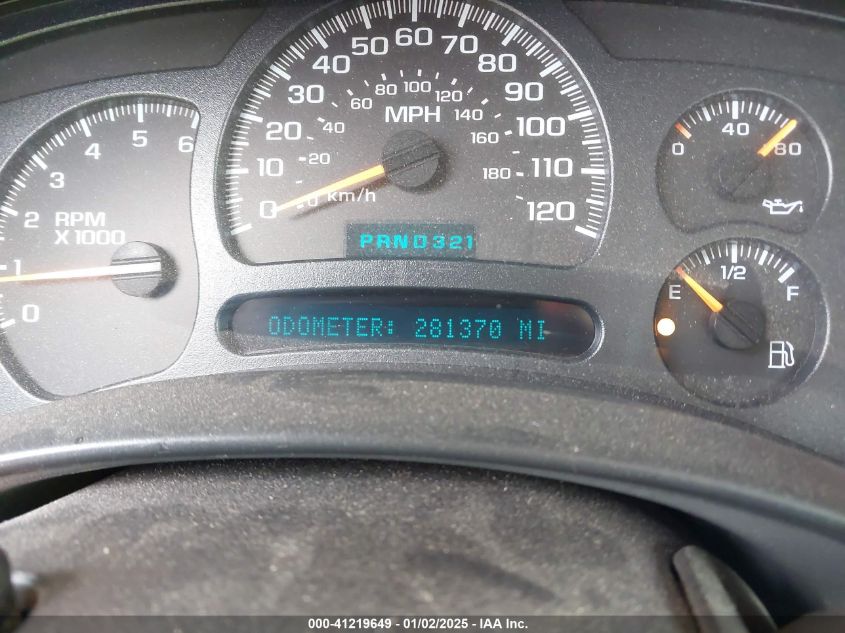 0 1 2 3 4 5 6
RPM
X1000
0 10 20 30 40 50 60 70 80 90 100 110 120
MPH
0 20 40 60 80 100 120 140 160 180
km/h
PRND321
ODOMETER: 281370 MI
0 40 80
E 1/2 F
000-41219649 - 01/02/2025 - IAA Inc.